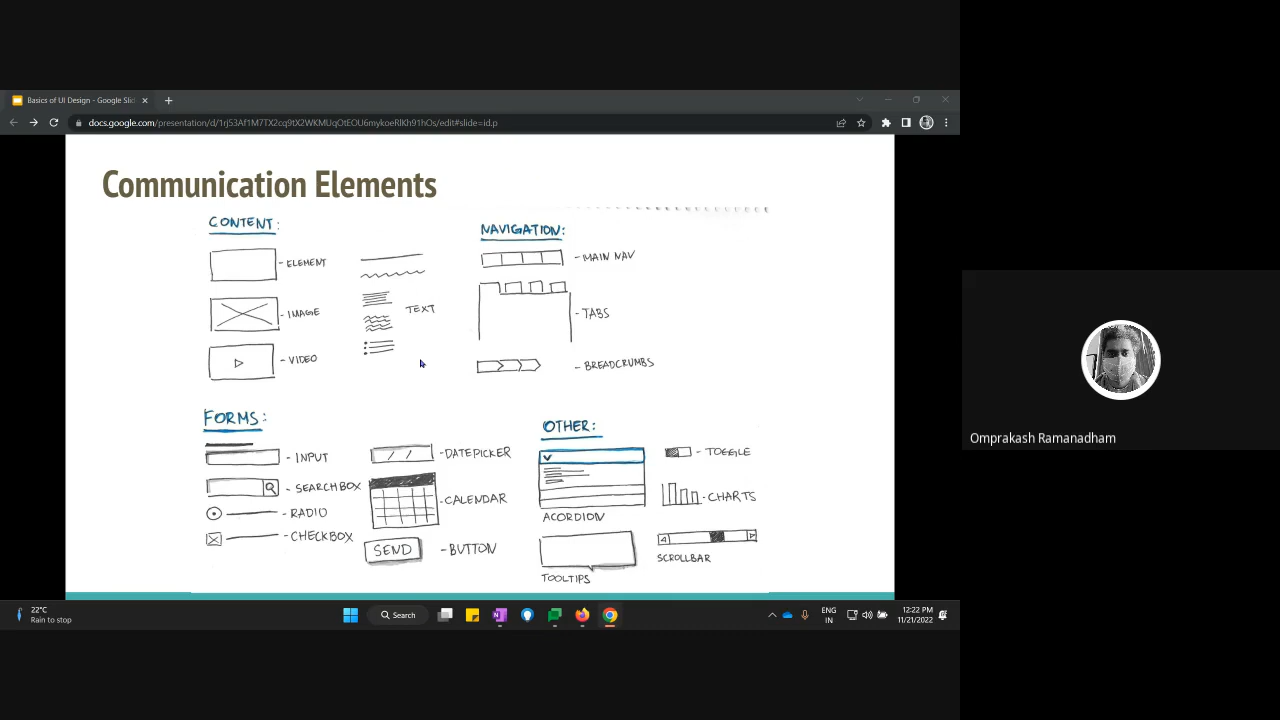 Basics of UI Design - Google Slid
docs.google.com/presentation/d/1rjS3Af1M7TX2cq9tX2WKMUqOtEOU6mykoeRlKh91hOs/edit#slide=id.p
Communication Elements
CONTENT:
- ELEMENT
- IMAGE
- VIDEO
TEXT
NAVIGATION:
- MAIN NAV
- TABS
- BREADCRUMBS
FORMS:
- INPUT
- SEARCHBOX
- RADIO
- CHECKBOX
- DATEPICKER
- CALENDAR
SEND - BUTTON
OTHER:
ACORDION
TOOLTIPS
- TOGGLE
- CHARTS
SCROLLBAR
Omprakash Ramanadham
22°C
Rain to stop
Search
ENG
IN
12:22 PM
11/21/2022